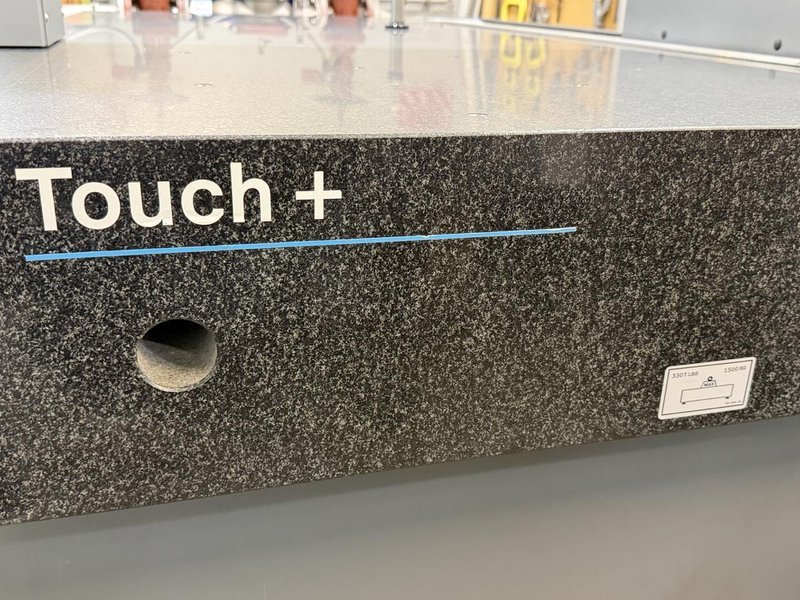 Touch +
3307 LBS 1500 KG
MAX